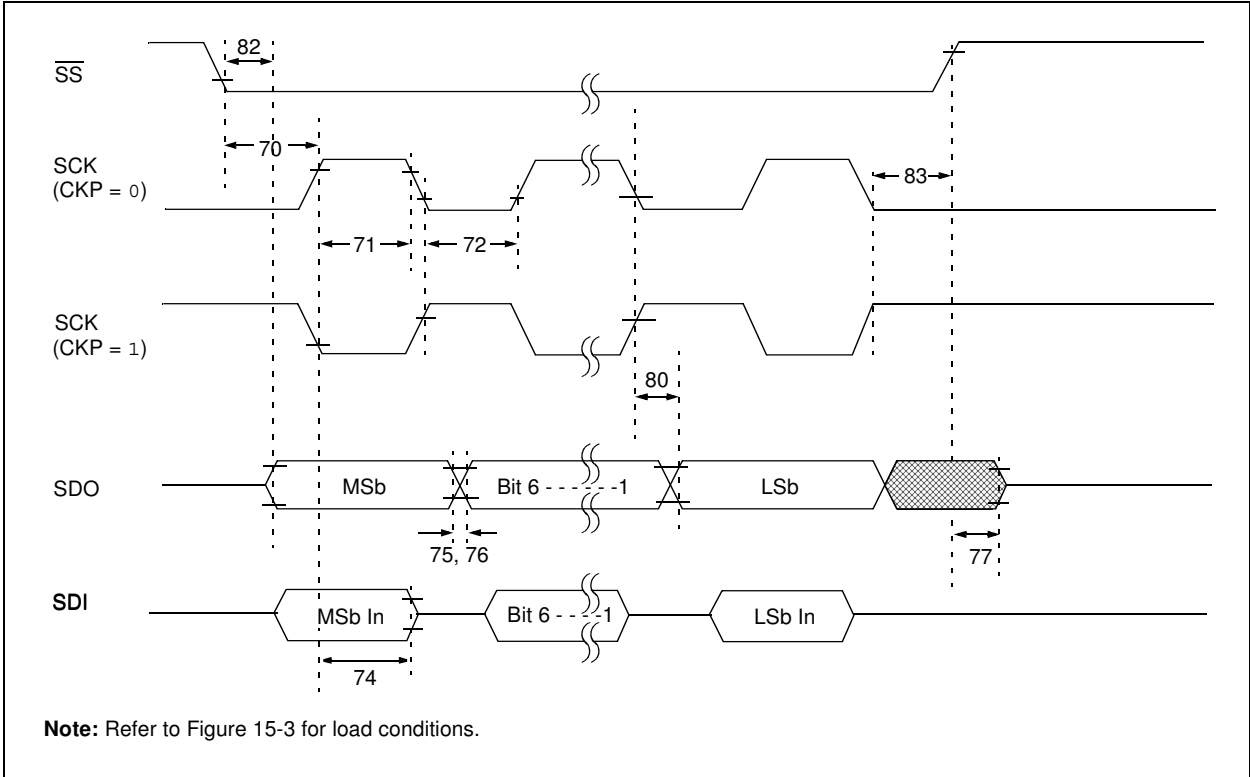 82
SS
70
SCK
(CKP = 0)
83
71
72
SCK
(CKP = 1)
80
SDO
MSb
Bit 6 - - - - - - -1
LSb
75, 76
77
SDI
MSb In
Bit 6 - - - -1
LSb In
74
Note: Refer to Figure 15-3 for load conditions.